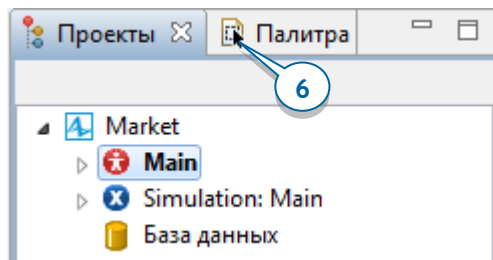 Проекты Палитра
6
Market
Main
Simulation: Main
База данных